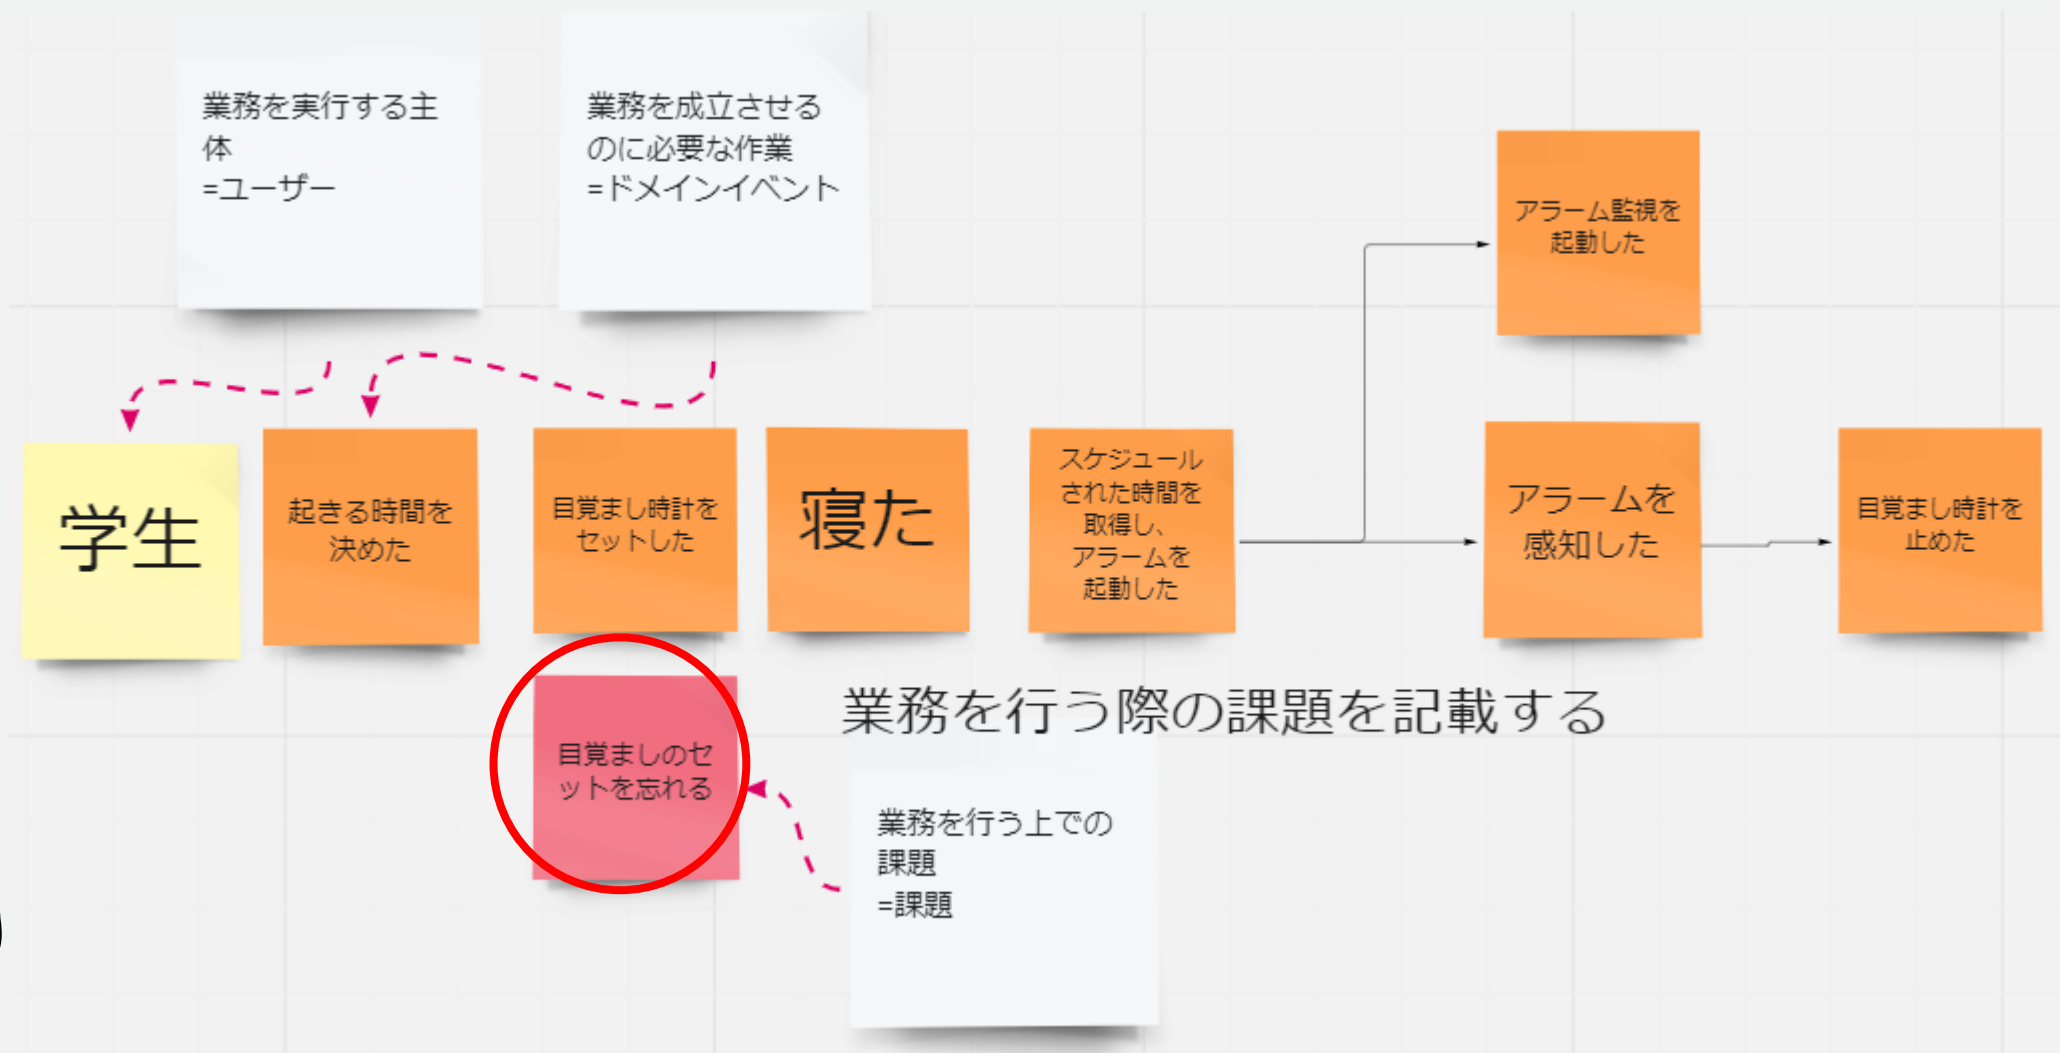 業務を実行する主
体
=ユーザー
業務を成立させる
のに必要な作業
=ドメインイベント
アラーム監視を
起動した
学生
起きる時間を
決めた
目覚まし時計を
セットした
寝た
スケジュール
された時間を
取得し、
アラームを
起動した
アラームを
感知した
目覚まし時計を
止めた
目覚ましのセ
ットを忘れる
業務を行う際の課題を記載する
業務を行う上での
課題
=課題